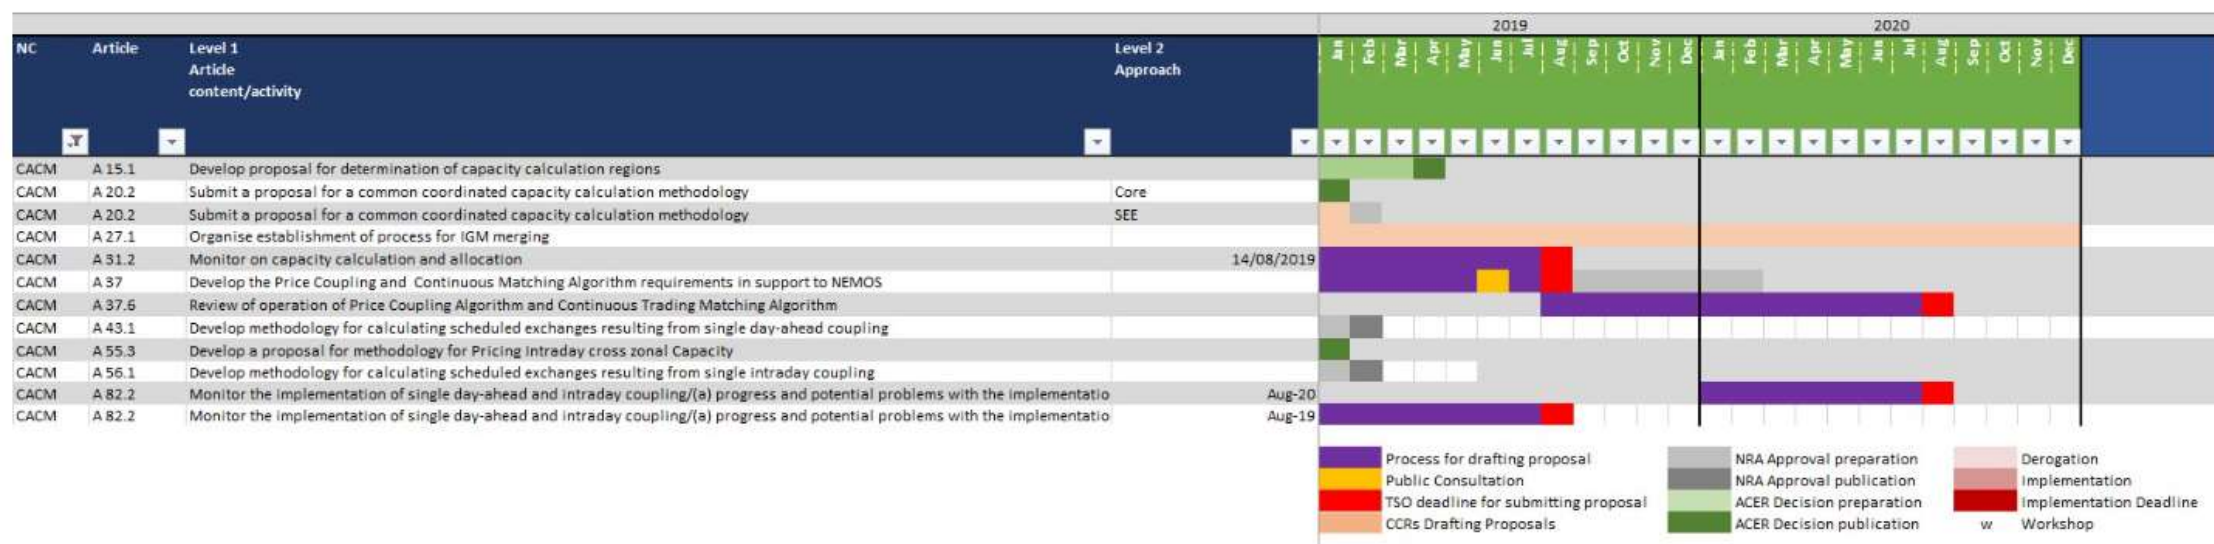 2019 2020
NC Article Level 1 Level 2 Jan Feb Mar Apr May Jun Jul Aug Sep Oct Nov Dec Jan Feb Mar Apr May Jun Jul Aug Sep Oct Nov Dec
Article Approach
content/activity
CACM A 15.1 Develop proposal for determination of capacity calculation regions
CACM A 20.2 Submit a proposal for a common coordinated capacity calculation methodology Core
CACM A 20.2 Submit a proposal for a common coordinated capacity calculation methodology SEE
CACM A 27.1 Organise establishment of process for IGM merging
CACM A 31.2 Monitor on capacity calculation and allocation 14/08/2019
CACM A 37 Develop the Price Coupling and Continuous Matching Algorithm requirements in support to NEMOS
CACM A 37.6 Review of operation of Price Coupling Algorithm and Continuous Trading Matching Algorithm
CACM A 43.1 Develop methodology for calculating scheduled exchanges resulting from single day-ahead coupling
CACM A 55.3 Develop a proposal for methodology for Pricing Intraday cross zonal Capacity
CACM A 56.1 Develop methodology for calculating scheduled exchanges resulting from single intraday coupling
CACM A 82.2 Monitor the implementation of single day-ahead and intraday coupling/(a) progress and potential problems with the implementatio Aug-20
CACM A 82.2 Monitor the implementation of single day-ahead and intraday coupling/(a) progress and potential problems with the implementatio Aug-19
Process for drafting proposal NRA Approval preparation Derogation
Public Consultation NRA Approval publication Implementation
TSO deadline for submitting proposal ACER Decision preparation Implementation Deadline
CCRs Drafting Proposals ACER Decision publication w Workshop